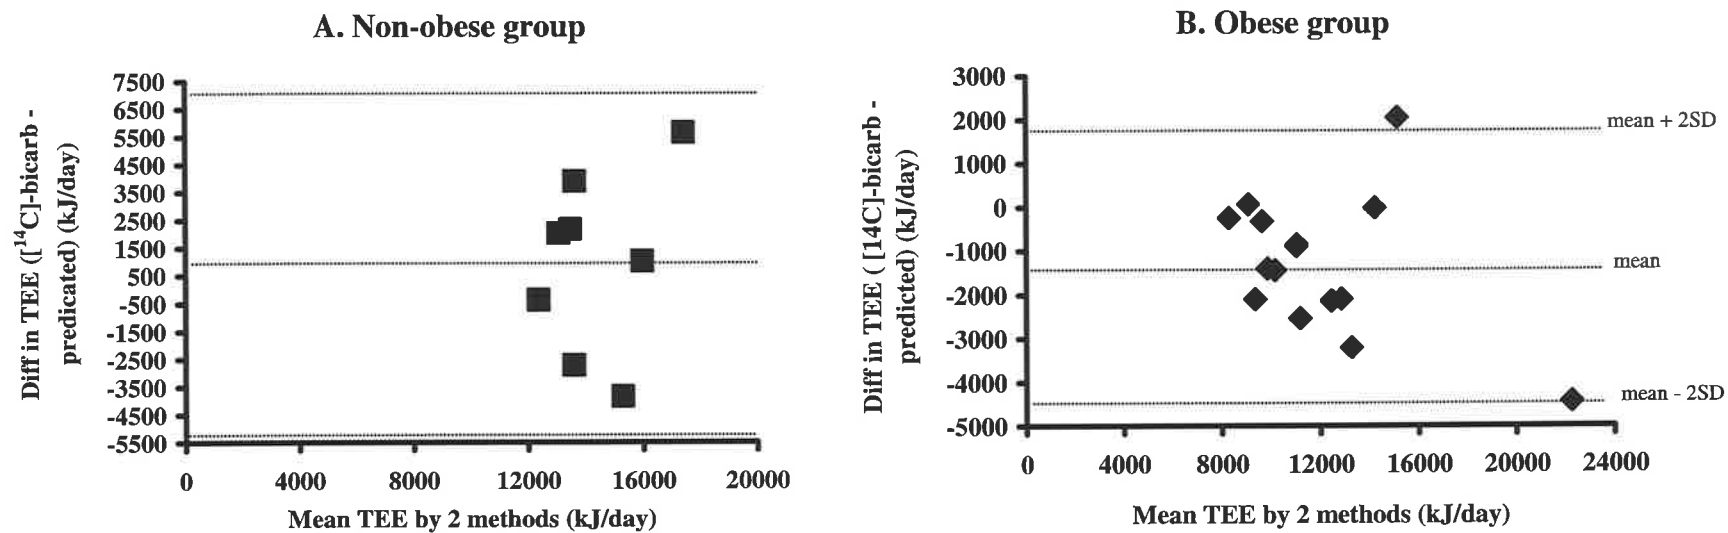 A. Non-obese group
Diff in TEE ([14C]-bicarb -
predicated) (kJ/day)
7500
6500
5500
4500
3500
2500
1500
500
-500
-1500
-2500
-3500
-4500
-5500
0 4000 8000 12000 16000 20000
Mean TEE by 2 methods (kJ/day)
B. Obese group
Diff in TEE ( [14C]-bicarb -
predicted) (kJ/day)
3000
2000
1000
0
-1000
-2000
-3000
-4000
-5000
mean + 2SD
mean
mean - 2SD
0 4000 8000 12000 16000 20000 24000
Mean TEE by 2 methods (kJ/day)